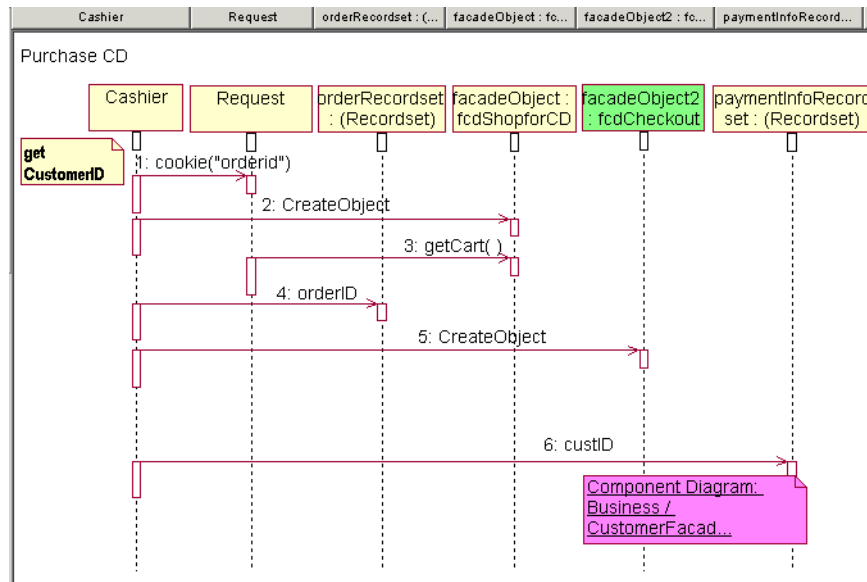 Cashier
Request
orderRecordset : (...
facadeObject : fc...
facadeObject2 : fc...
paymentInfoRecord...
Purchase CD
Cashier
Request
orderRecordset
: (Recordset)
facadeObject :
fcdShopforCD
facadeObject2
: fcdCheckout
paymentInfoRecord
set : (Recordset)
get
CustomerID
1: cookie("orderid")
2: CreateObject
3: getCart( )
4: orderID
5: CreateObject
6: custID
Component Diagram:
Business /
CustomerFacad...